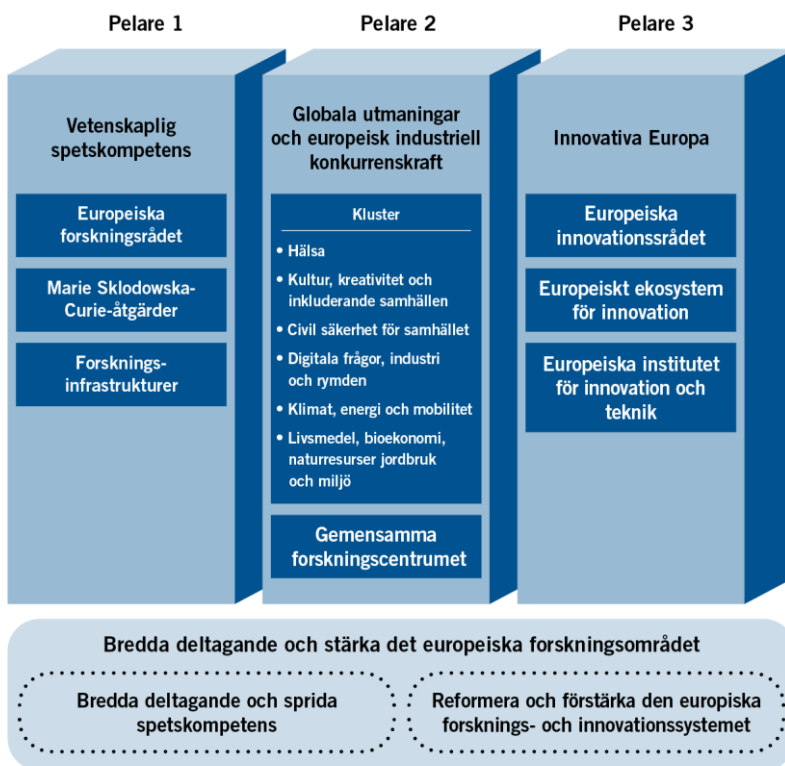 Pelare 1
Vetenskaplig
spetskompetens
Europeiska
forskningsrådet
Marie Sklodowska-
Curie-åtgärder
Forsknings-
infrastrukturer
Pelare 2
Globala utmaningar
och europeisk industriell
konkurrenskraft
Kluster
• Hälsa
• Kultur, kreativitet och
inkluderande samhällen
• Civil säkerhet för samhället
• Digitala frågor, industri
och rymden
• Klimat, energi och mobilitet
• Livsmedel, bioekonomi,
naturresurser jordbruk
och miljö
Gemensamma
forskningscentrumet
Pelare 3
Innovativa Europa
Europeiska
innovationssrådet
Europeiskt ekosystem
för innovation
Europeiska institutet
för innovation och
teknik
Bredda deltagande och stärka det europeiska forskningsområdet
Bredda deltagande och sprida
spetskompetens
Reformera och förstärka den europiska
forsknings- och innovationssystemet